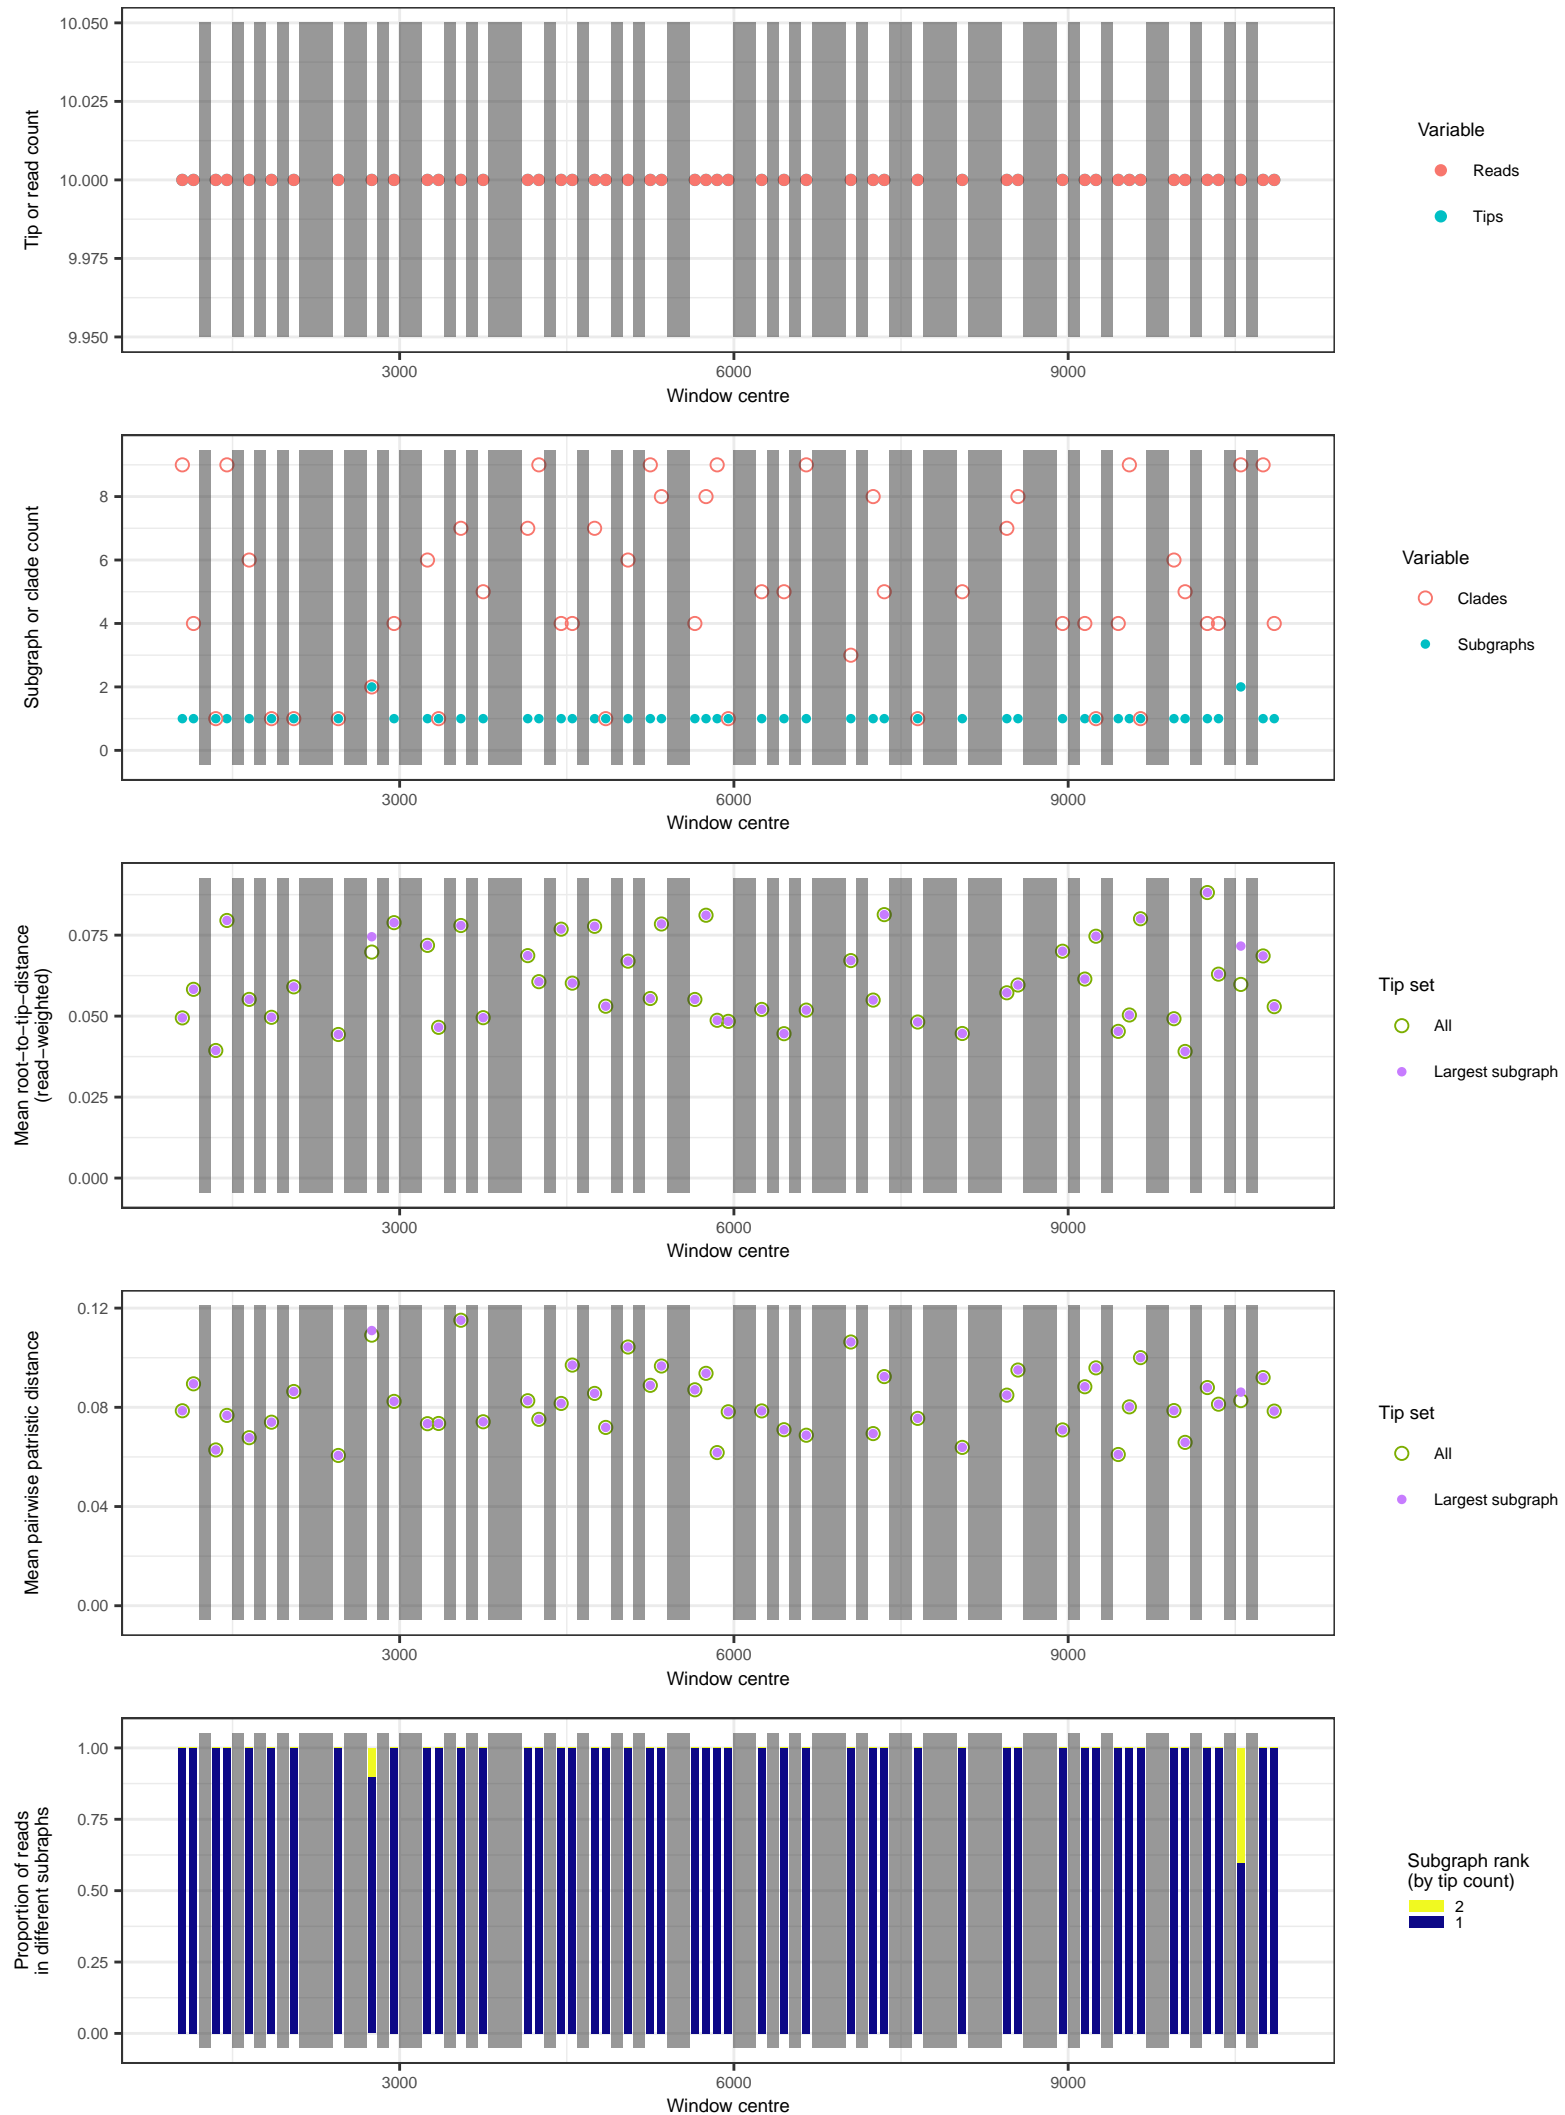 10.050
10.025
10.000
9.975
9.950
Tip or read count
3000
6000
9000
Window centre
Variable
Reads
Tips
8
6
4
2
0
Subgraph or clade count
3000
6000
9000
Window centre
Variable
Clades
Subgraphs
0.075
0.050
0.025
0.000
Mean root−to−tip−distance
(read−weighted)
3000
6000
9000
Window centre
Tip set
All
Largest subgraph
0.12
0.08
0.04
0.00
Mean pairwise patristic distance
3000
6000
9000
Window centre
Tip set
All
Largest subgraph
1.00
0.75
0.50
0.25
0.00
Proportion of reads
in different subraphs
3000
6000
9000
Window centre
Subgraph rank
(by tip count)
2
1